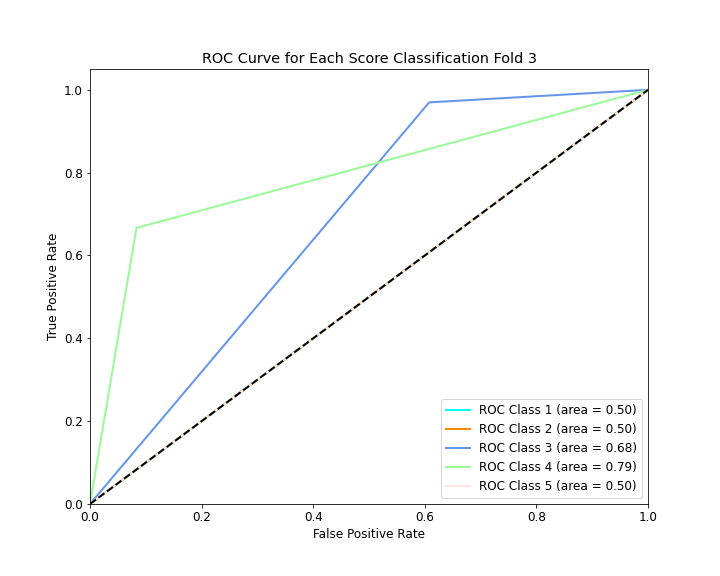 ROC Curve for Each Score Classification Fold 3
True Positive Rate
1.0
0.8
0.6
0.4
0.2
0.0
ROC Class 1 (area = 0.50)
ROC Class 2 (area = 0.50)
ROC Class 3 (area = 0.68)
ROC Class 4 (area = 0.79)
ROC Class 5 (area = 0.50)
0.0 0.2 0.4 0.6 0.8 1.0
False Positive Rate